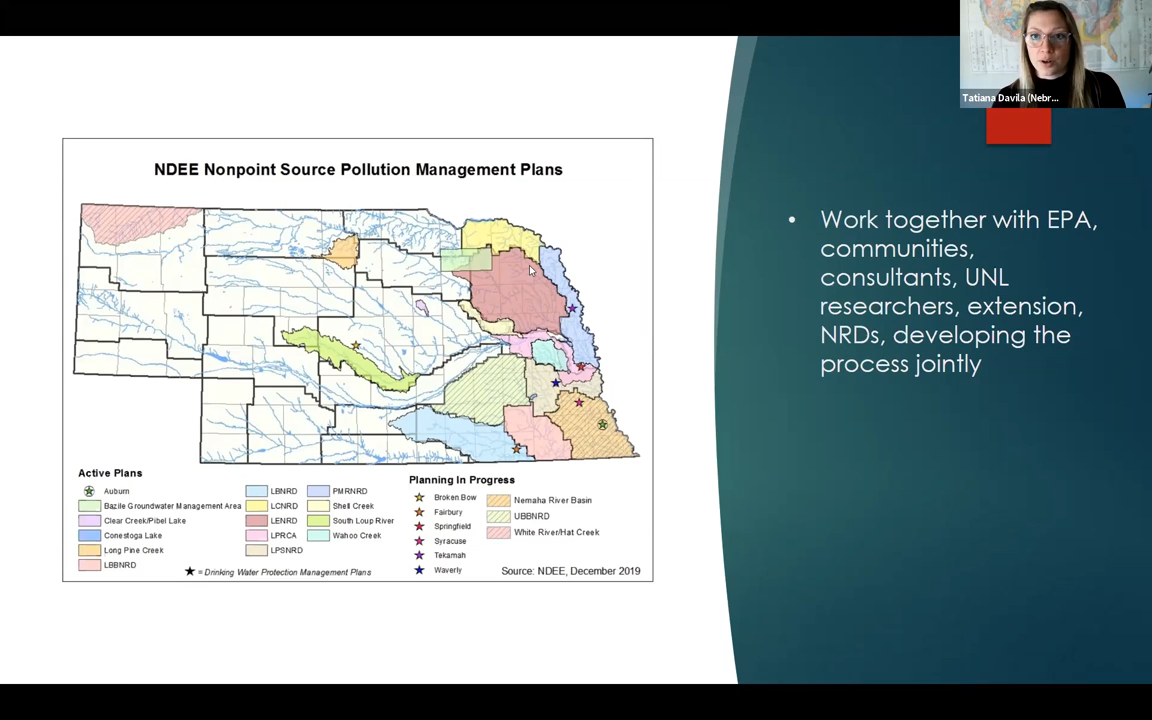 Tatiana Davila (Nebr...
NDEE Nonpoint Source Pollution Management Plans
Active Plans
Auburn
Bazile Groundwater Management Area
Clear Creek/Pibel Lake
Conestoga Lake
Long Pine Creek
LBBNRD
LBNRD
LCNRD
LENRD
LPRCA
LPSNRD
PMRNRD
Shell Creek
South Loup River
Wahoo Creek
= Drinking Water Protection Management Plans
Planning In Progress
Broken Bow
Fairbury
Springfield
Syracuse
Tekamah
Waverly
Nemaha River Basin
UBBNRD
White River/Hat Creek
Source: NDEE, December 2019
• Work together with EPA,
communities,
consultants, UNL
researchers, extension,
NRDs, developing the
process jointly